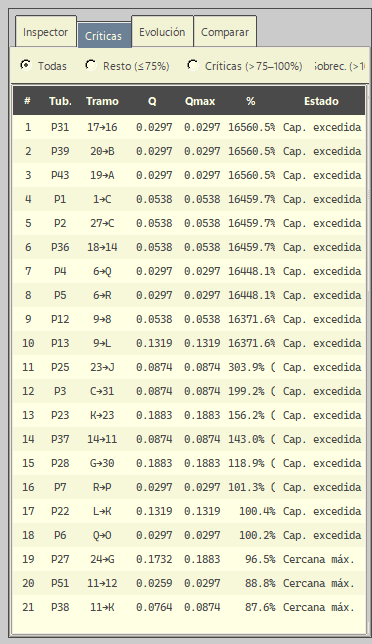 Inspector Críticas Evolución Comparar
Todas Resto (≤75%) Críticas (>75–100%) Sobrec. (>1
# Tub. Tramo Q Qmax % Estado
1 P31 17→16 0.0297 0.0297 16560.5% Cap. excedida
2 P39 20→B 0.0297 0.0297 16560.5% Cap. excedida
3 P43 19→A 0.0297 0.0297 16560.5% Cap. excedida
4 P1 1→C 0.0538 0.0538 16459.7% Cap. excedida
5 P2 27→C 0.0538 0.0538 16459.7% Cap. excedida
6 P36 18→14 0.0538 0.0538 16459.7% Cap. excedida
7 P4 6→Q 0.0297 0.0297 16448.1% Cap. excedida
8 P5 6→R 0.0297 0.0297 16448.1% Cap. excedida
9 P12 9→8 0.0538 0.0538 16371.6% Cap. excedida
10 P13 9→L 0.1319 0.1319 16371.6% Cap. excedida
11 P25 23→J 0.0874 0.0874 303.9% ( Cap. excedida
12 P3 C→31 0.0874 0.0874 199.2% ( Cap. excedida
13 P23 K→23 0.1883 0.1883 156.2% ( Cap. excedida
14 P37 14→11 0.0874 0.0874 143.0% ( Cap. excedida
15 P28 G→30 0.1883 0.1883 118.9% ( Cap. excedida
16 P7 R→P 0.0297 0.0297 101.3% ( Cap. excedida
17 P22 L→K 0.1319 0.1319 100.4% Cap. excedida
18 P6 Q→O 0.0297 0.0297 100.2% Cap. excedida
19 P27 24→G 0.1732 0.1883 96.5% Cercana máx.
20 P51 11→12 0.0259 0.0297 88.8% Cercana máx.
21 P38 11→K 0.0764 0.0874 87.6% Cercana máx.